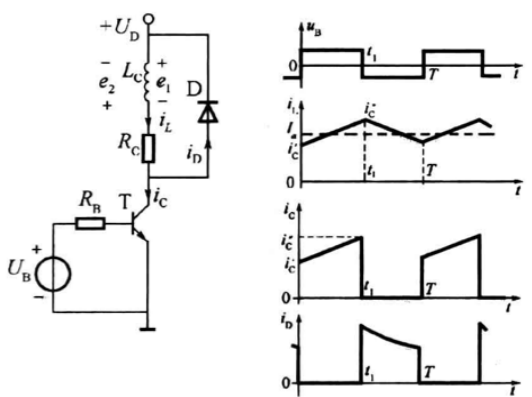 +U_D
− L_C +
e_2 e_1 D
+ −
i_L
R_C
i_D
i_C
R_B T
+
U_B
−
u_B
t_1
0 T t
i_L
i_C″
I_a
i_C′
0 t_1 T t
i_C
i_C″
i_C′
t_1
0 T t
i_D
0 t_1 T t